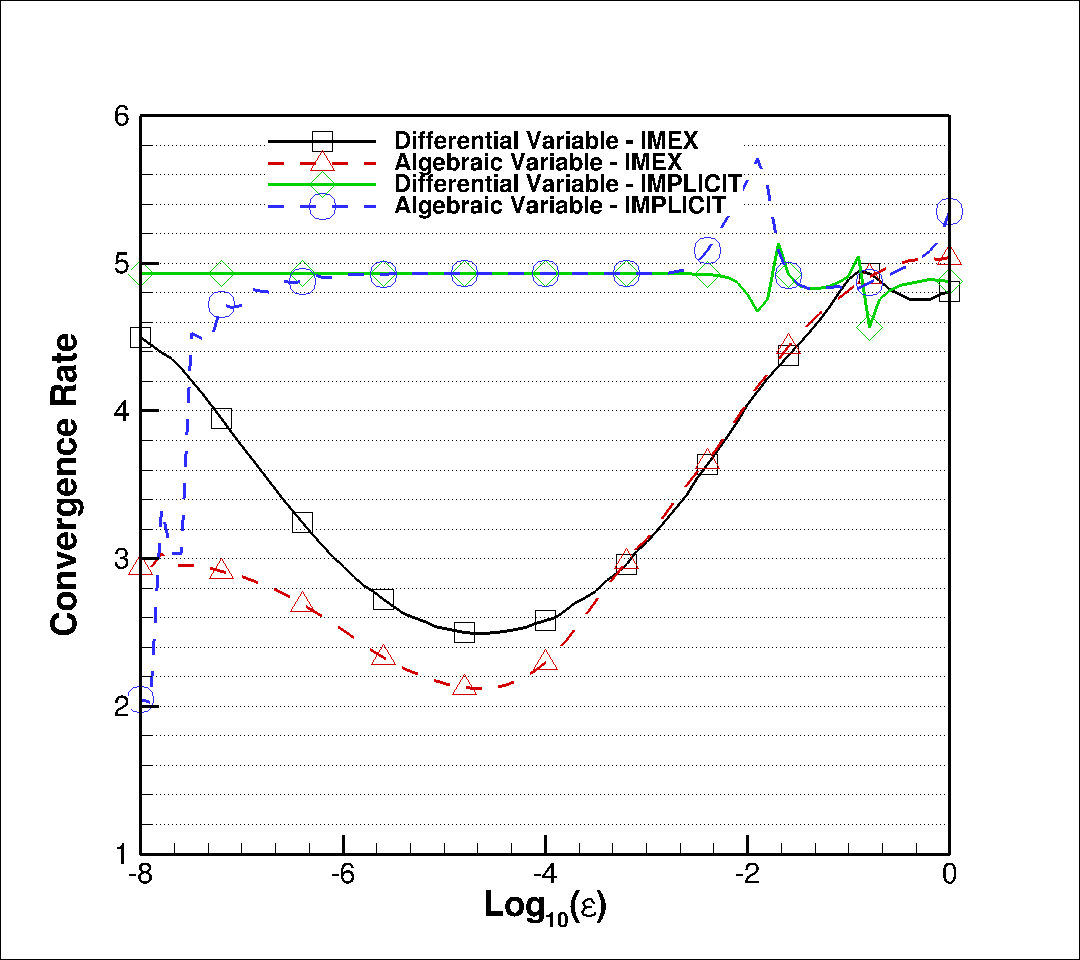 6
Differential Variable - IMEX
Algebraic Variable - IMEX
Differential Variable - IMPLICIT
Algebraic Variable - IMPLICIT
5
4
3
2
1
Convergence Rate
-8 -6 -4 -2 0
Log₁₀(ε)